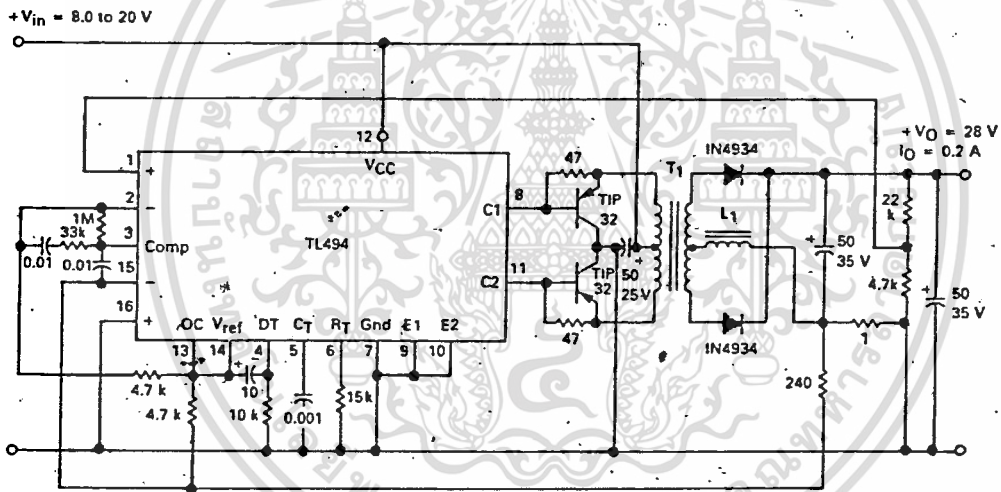 +Vin = 8.0 to 20 V
+VO = 28 V
IO = 0.2 A
12
VCC
1
+
2
−
1M
33k
3
Comp
0.01
0.01
15
−
16
+
TL494
C1
8
C2
11
47
TIP
32
TIP
32
47
+
50
25V
T1
L1
1N4934
1N4934
+
50
35 V
22
k
4.7k
+
50
35 V
1
240
OC
Vref
DT
CT
RT
Gnd
E1
E2
13
14
4
5
6
7
9
10
4.7 k
4.7 k
+
−
10
10 k
0.001
15k